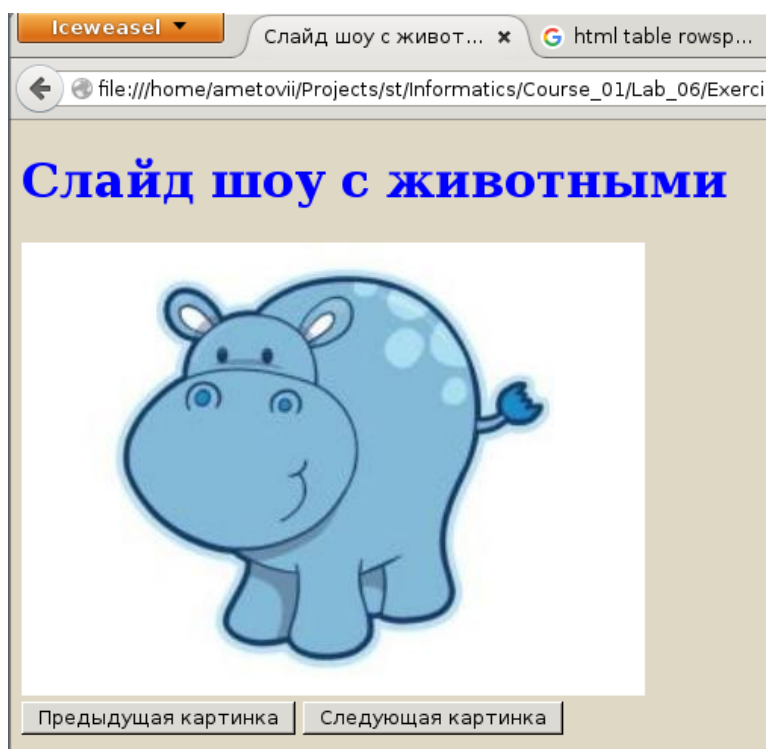 Iceweasel
Слайд шоу с живот... html table rowsp...
file:///home/ametovii/Projects/st/Informatics/Course_01/Lab_06/Exerci
Слайд шоу с животными
Предыдущая картинка Следующая картинка